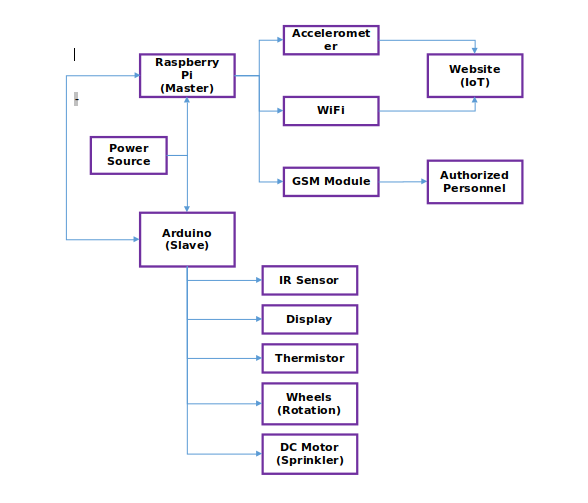 Acceleromet
er
Raspberry
Pi
(Master)
Website
(IoT)
WiFi
Power
Source
GSM Module
Authorized
Personnel
Arduino
(Slave)
IR Sensor
Display
Thermistor
Wheels
(Rotation)
DC Motor
(Sprinkler)